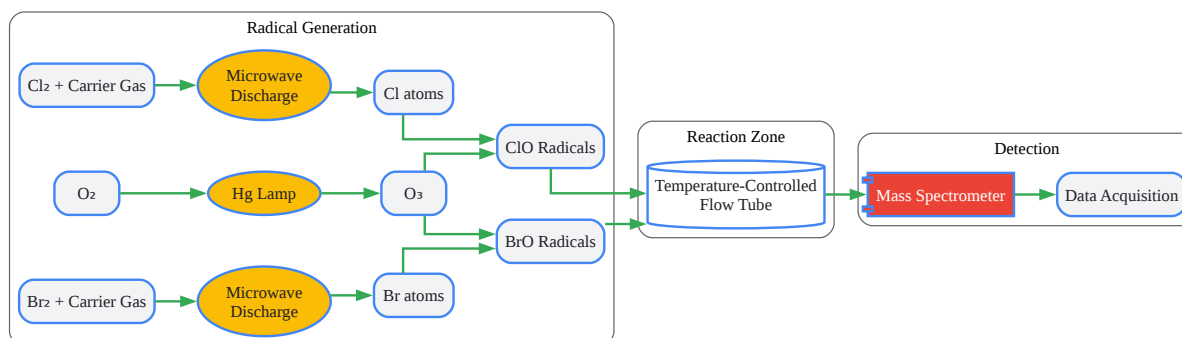 Radical Generation
Cl₂ + Carrier Gas
Microwave
Discharge
Cl atoms
O₂
Hg Lamp
O₃
Br₂ + Carrier Gas
Microwave
Discharge
Br atoms
ClO Radicals
BrO Radicals
Reaction Zone
Temperature-Controlled
Flow Tube
Detection
Mass Spectrometer
Data Acquisition